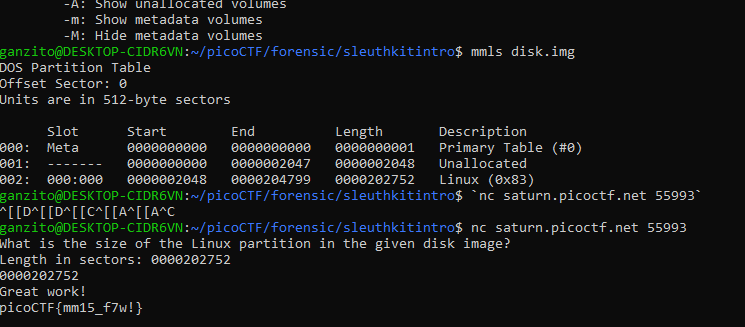 -A: Show unallocated volumes
-m: Show metadata volumes
-M: Hide metadata volumes
ganzito@DESKTOP-CIDR6VN:~/picoCTF/forensic/sleuthkitintro$ mmls disk.img
DOS Partition Table
Offset Sector: 0
Units are in 512-byte sectors
Slot Start End Length Description
000: Meta 0000000000 0000000000 0000000001 Primary Table (#0)
001: ------- 0000000000 0000002047 0000002048 Unallocated
002: 000:000 0000002048 0000204799 0000202752 Linux (0x83)
ganzito@DESKTOP-CIDR6VN:~/picoCTF/forensic/sleuthkitintro$ `nc saturn.picoctf.net 55993`
^[[D^[[D^[[C^[[A^[[A^C
ganzito@DESKTOP-CIDR6VN:~/picoCTF/forensic/sleuthkitintro$ nc saturn.picoctf.net 55993
What is the size of the Linux partition in the given disk image?
Length in sectors: 0000202752
0000202752
Great work!
picoCTF{mm15_f7w!}